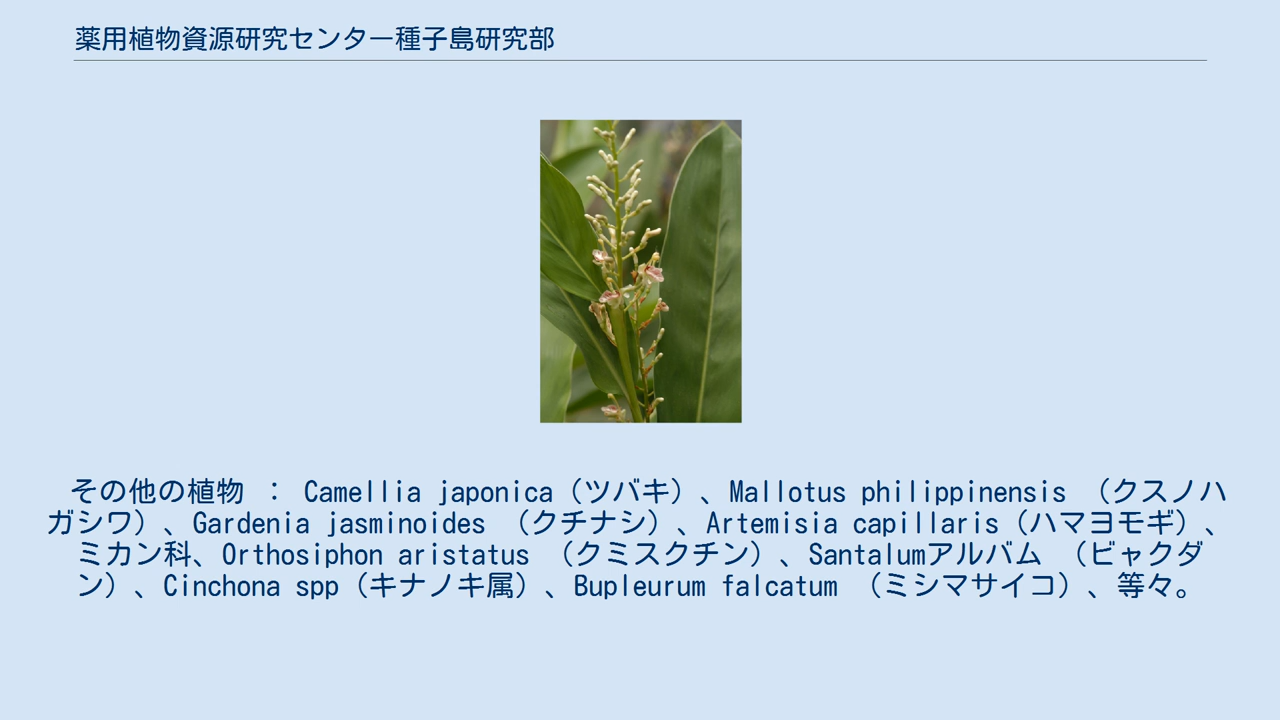 薬用植物資源研究センター種子島研究部
その他の植物 ： Camellia japonica（ツバキ）、Mallotus philippinensis （クスノハ
ガシワ）、Gardenia jasminoides （クチナシ）、Artemisia capillaris（ハマヨモギ）、
ミカン科、Orthosiphon aristatus （クミスクチン）、Santalumアルバム （ビャクダ
ン）、Cinchona spp（キナノキ属）、Bupleurum falcatum （ミシマサイコ）、等々。